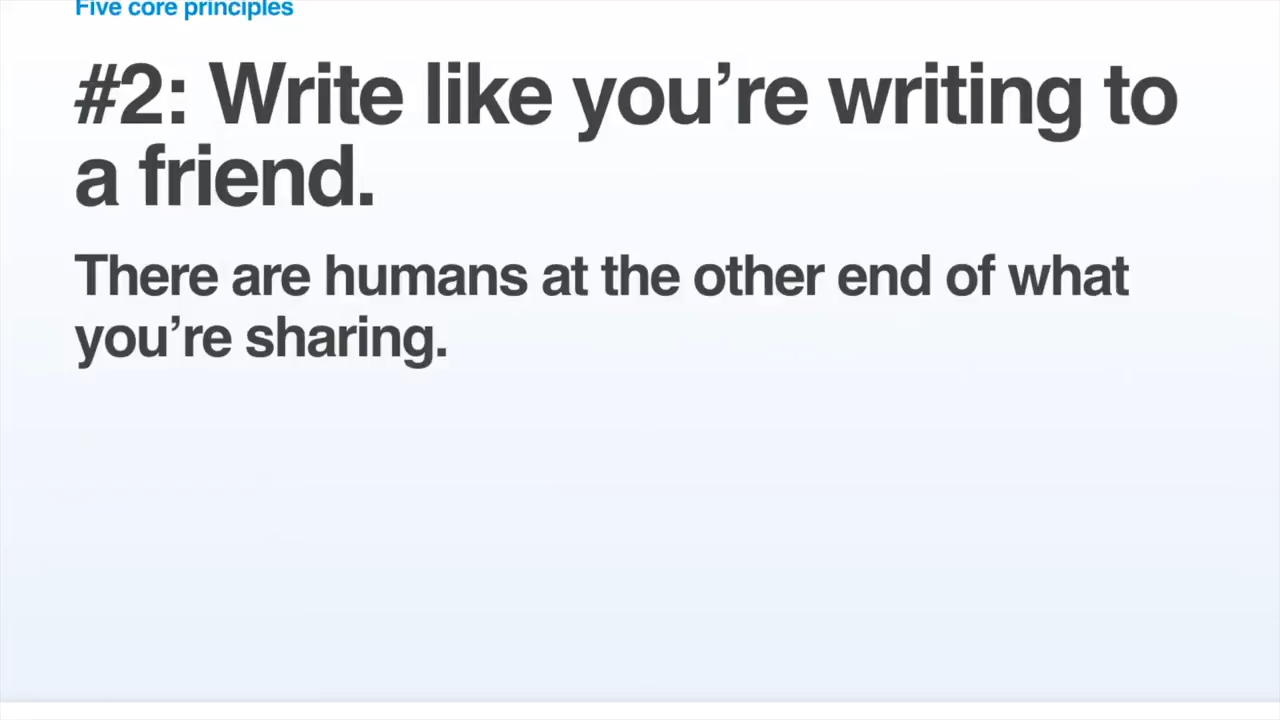 Five core principles
#2: Write like you’re writing to
a friend.
There are humans at the other end of what
you’re sharing.